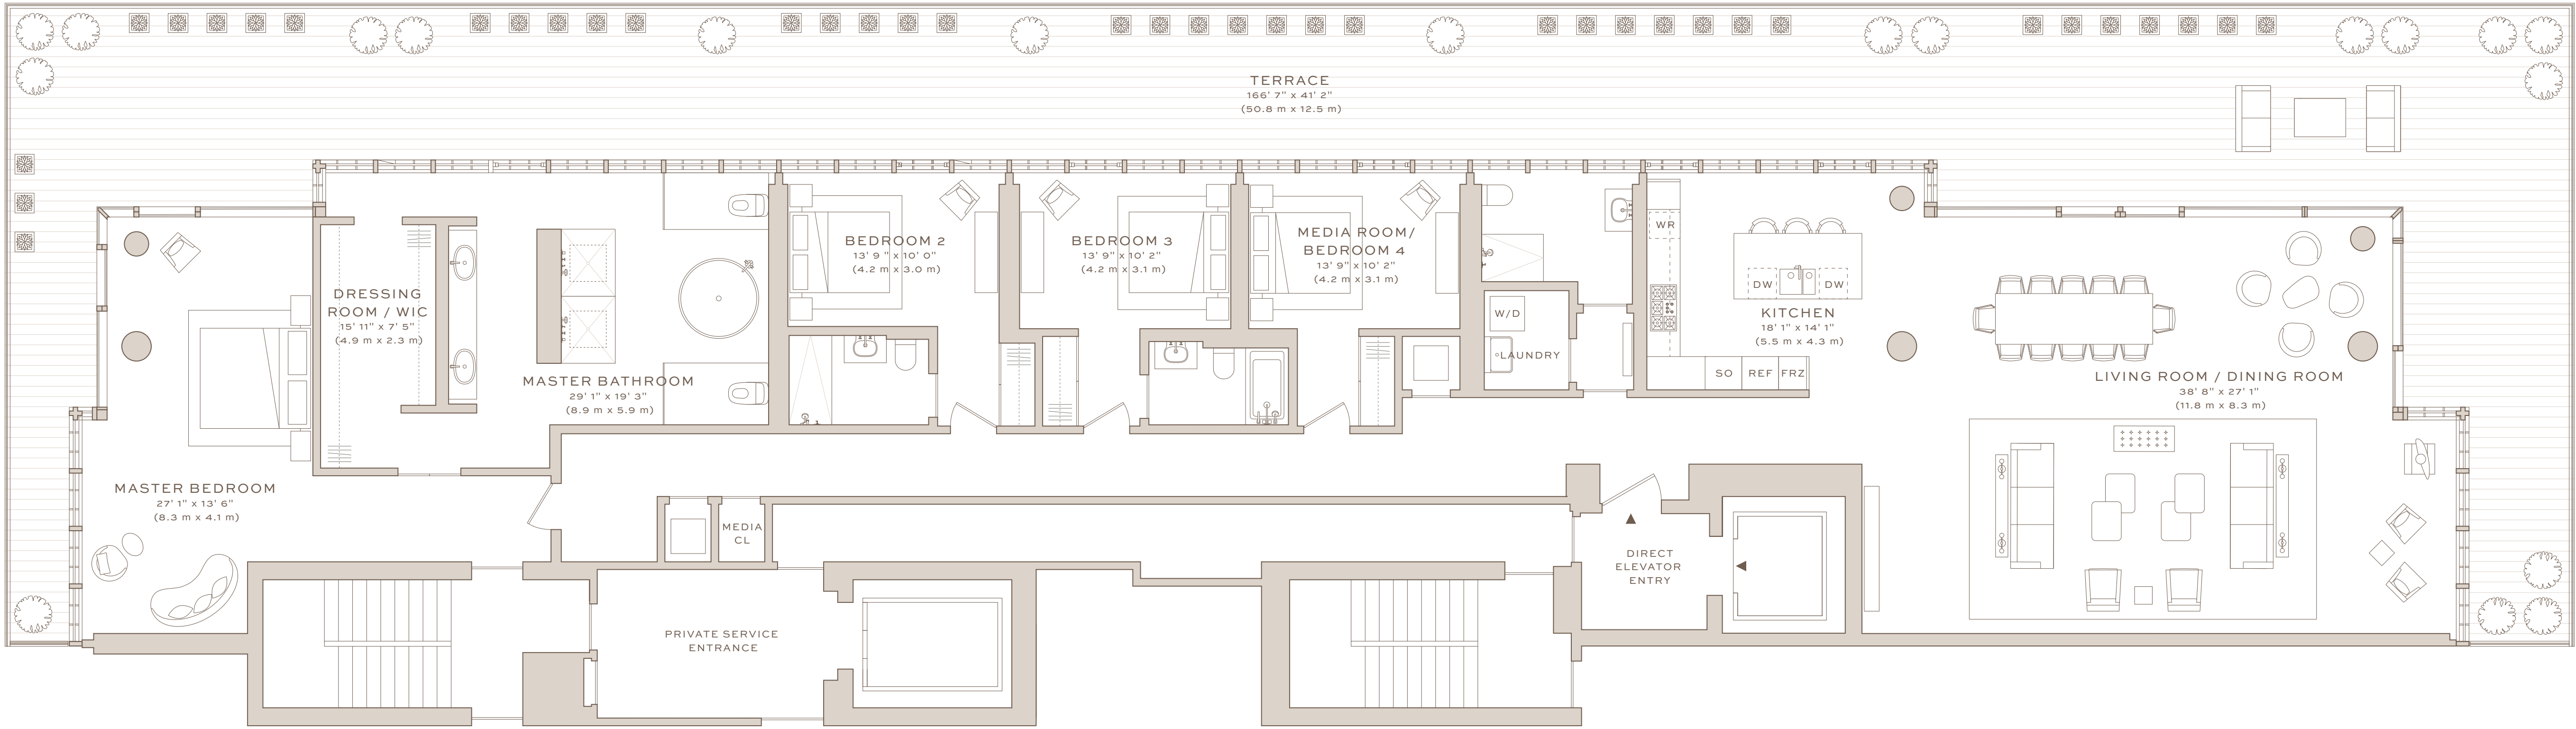 TERRACE
166' 7" x 41' 2"
(50.8 m x 12.5 m)
BEDROOM 2
13' 9 " x 10' 0"
(4.2 m x 3.0 m)
BEDROOM 3
13' 9" x 10' 2"
(4.2 m x 3.1 m)
MEDIA ROOM/
BEDROOM 4
13' 9" x 10' 2"
(4.2 m x 3.1 m)
WR
DW
DW
KITCHEN
18' 1" x 14' 1"
(5.5 m x 4.3 m)
SO
REF
FRZ
W/D
LAUNDRY
DRESSING
ROOM / WIC
15' 11" x 7' 5"
(4.9 m x 2.3 m)
MASTER BATHROOM
29' 1" x 19' 3"
(8.9 m x 5.9 m)
LIVING ROOM / DINING ROOM
38' 8" x 27' 1"
(11.8 m x 8.3 m)
MASTER BEDROOM
27' 1" x 13' 6"
(8.3 m x 4.1 m)
MEDIA
CL
DIRECT
ELEVATOR
ENTRY
PRIVATE SERVICE
ENTRANCE